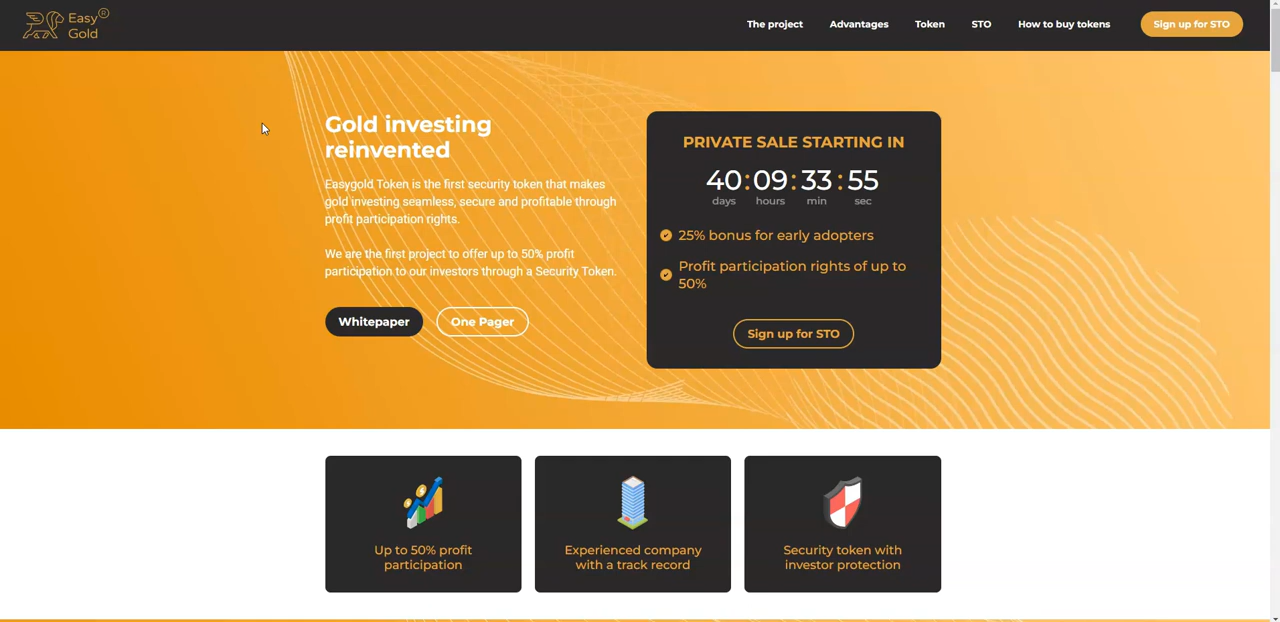 Easy®
Gold
The project
Advantages
Token
STO
How to buy tokens
Sign up for STO
Gold investing
reinvented
Easygold Token is the first security token that makes
gold investing seamless, secure and profitable through
profit participation rights.
We are the first project to offer up to 50% profit
participation to our investors through a Security Token.
Whitepaper
One Pager
PRIVATE SALE STARTING IN
40:09:33:55
days hours min sec
25% bonus for early adopters
Profit participation rights of up to
50%
Sign up for STO
Up to 50% profit
participation
Experienced company
with a track record
Security token with
investor protection